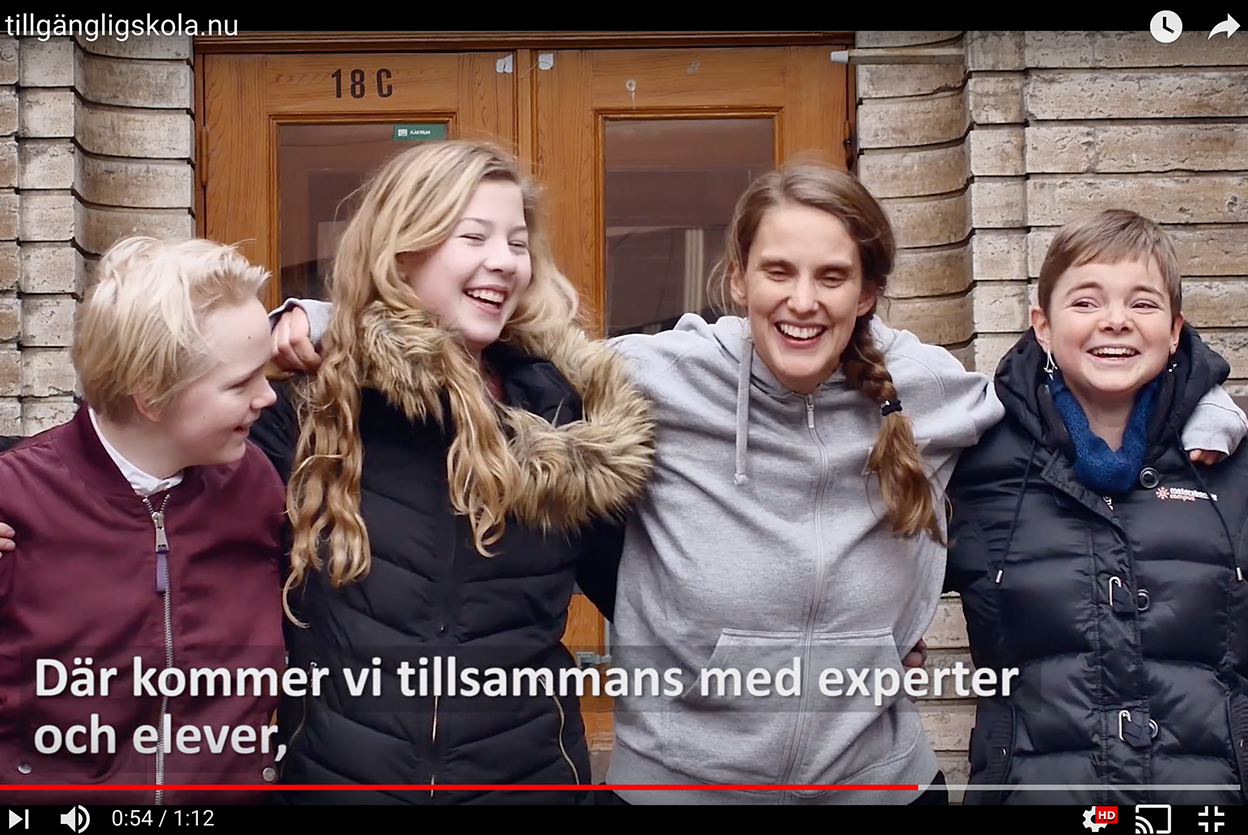 tillgängligskola.nu
18 C
Där kommer vi tillsammans med experter
och elever,
0:54 / 1:12
HD